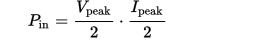 P_in = V_peak / 2 · I_peak / 2